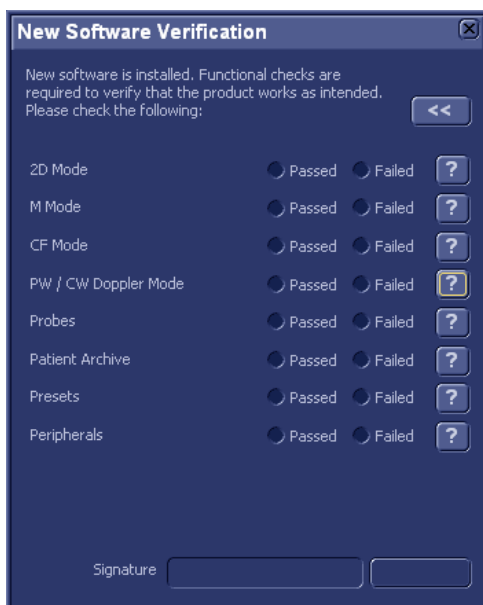 New Software Verification
New software is installed. Functional checks are
required to verify that the product works as intended.
Please check the following:
<<
2D Mode Passed Failed ?
M Mode Passed Failed ?
CF Mode Passed Failed ?
PW / CW Doppler Mode Passed Failed ?
Probes Passed Failed ?
Patient Archive Passed Failed ?
Presets Passed Failed ?
Peripherals Passed Failed ?
Signature